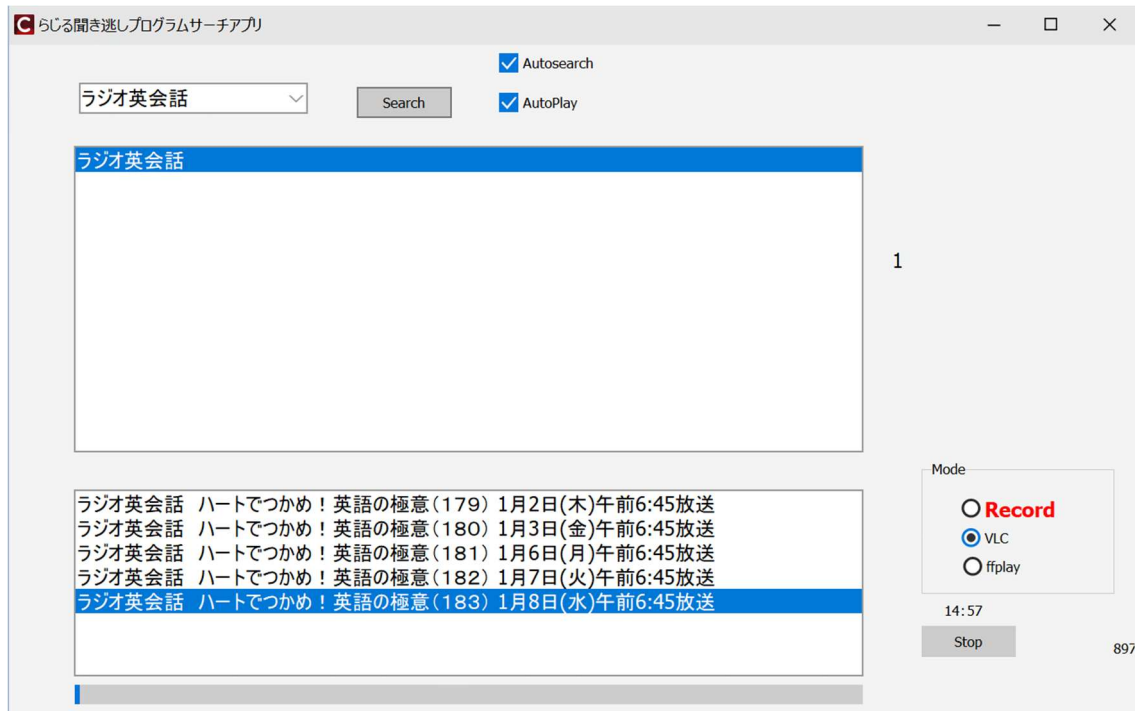 らじる聞き逃しプログラムサーチアプリ
Autosearch
ラジオ英会話
Search
AutoPlay
ラジオ英会話
1
Mode
ラジオ英会話　ハートでつかめ！英語の極意（179） 1月2日(木)午前6:45放送
ラジオ英会話　ハートでつかめ！英語の極意（180） 1月3日(金)午前6:45放送
ラジオ英会話　ハートでつかめ！英語の極意（181） 1月6日(月)午前6:45放送
ラジオ英会話　ハートでつかめ！英語の極意（182） 1月7日(火)午前6:45放送
ラジオ英会話　ハートでつかめ！英語の極意（183） 1月8日(水)午前6:45放送
Record
VLC
ffplay
14:57
Stop
897